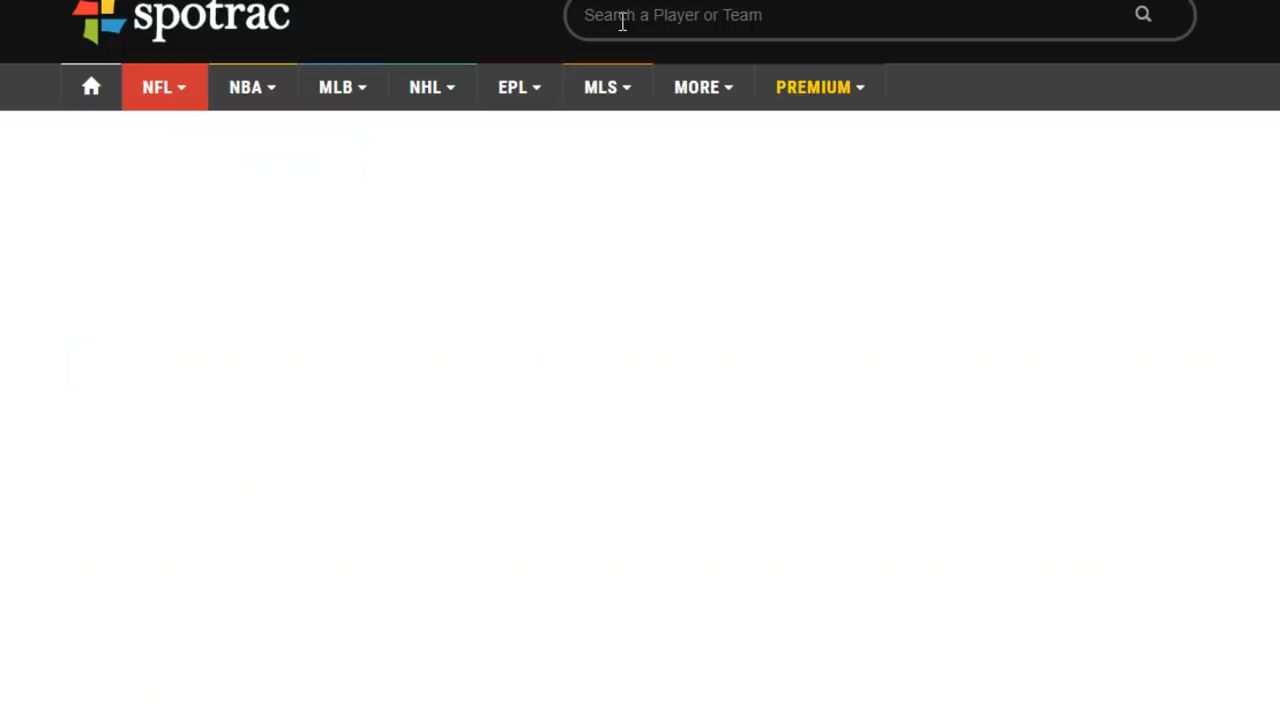 spotrac
Search a Player or Team
NFL NBA MLB NHL EPL MLS MORE PREMIUM